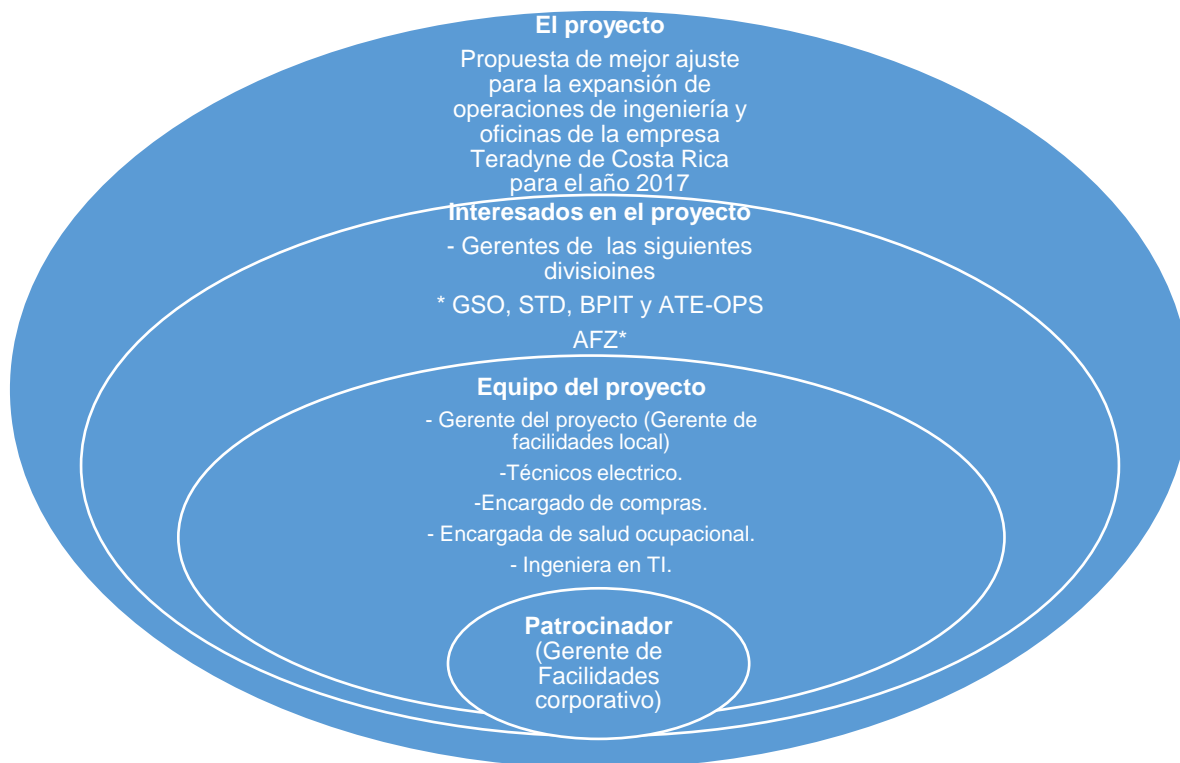 El proyecto
Propuesta de mejor ajuste
para la expansión de
operaciones de ingeniería y
oficinas de la empresa
Teradyne de Costa Rica
para el año 2017
Interesados en el proyecto
- Gerentes de las siguientes
divisioines
* GSO, STD, BPIT y ATE-OPS
AFZ*
Equipo del proyecto
- Gerente del proyecto (Gerente de
facilidades local)
-Técnicos electrico.
-Encargado de compras.
- Encargada de salud ocupacional.
- Ingeniera en TI.
Patrocinador
(Gerente de
Facilidades
corporativo)